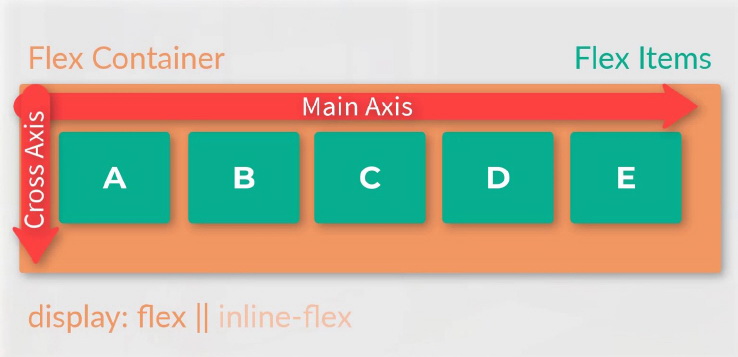 Flex Container
Flex Items
Main Axis
Cross Axis
A B C D E
display: flex || inline-flex